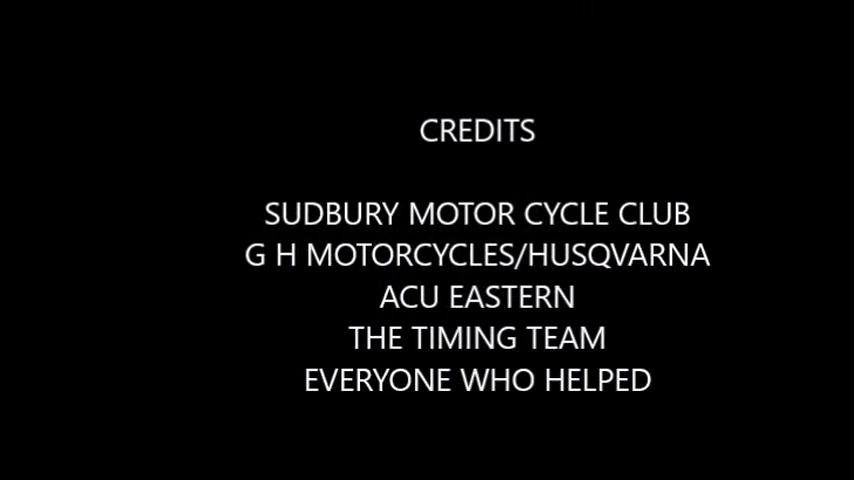 CREDITS
SUDBURY MOTOR CYCLE CLUB
G H MOTORCYCLES/HUSQVARNA
ACU EASTERN
THE TIMING TEAM
EVERYONE WHO HELPED